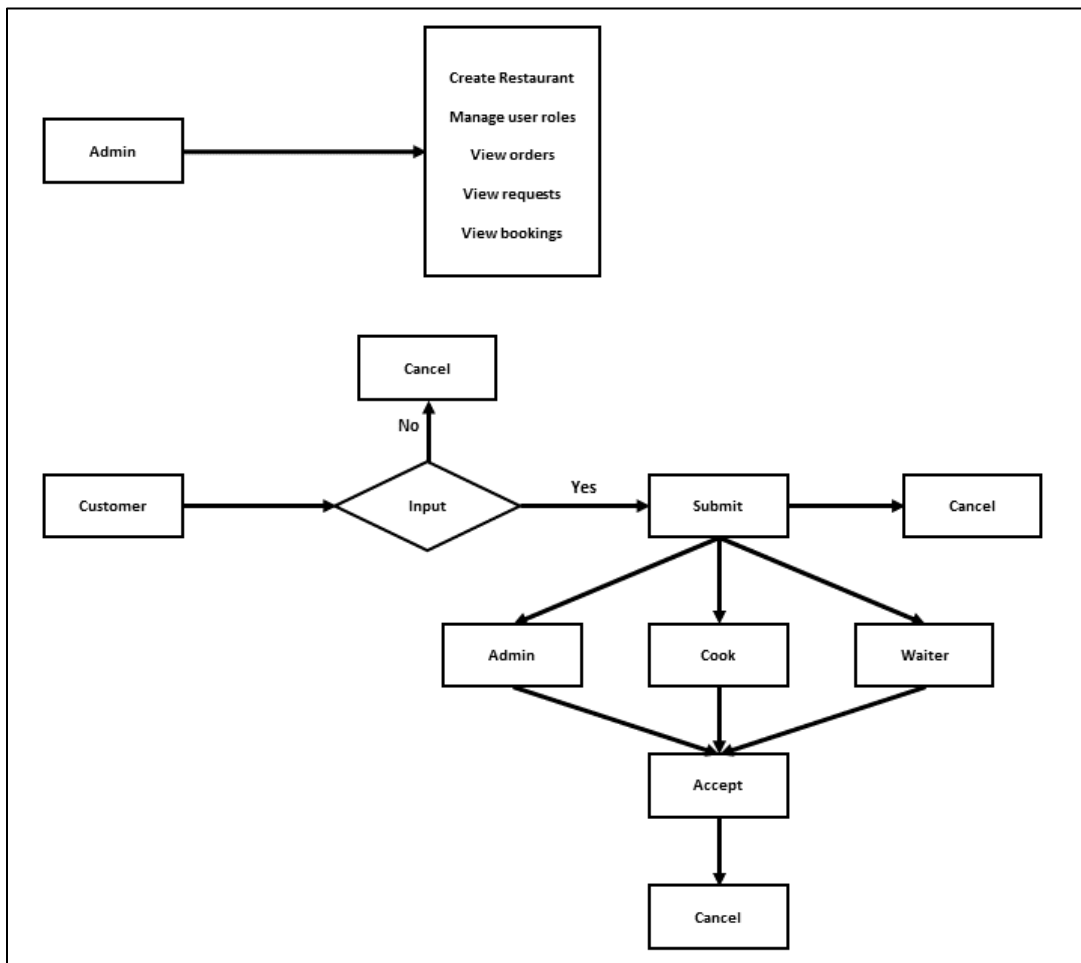 Create Restaurant
Manage user roles
Admin
View orders
View requests
View bookings
Cancel
No
Customer
Input
Yes
Submit
Cancel
Admin
Cook
Waiter
Accept
Cancel